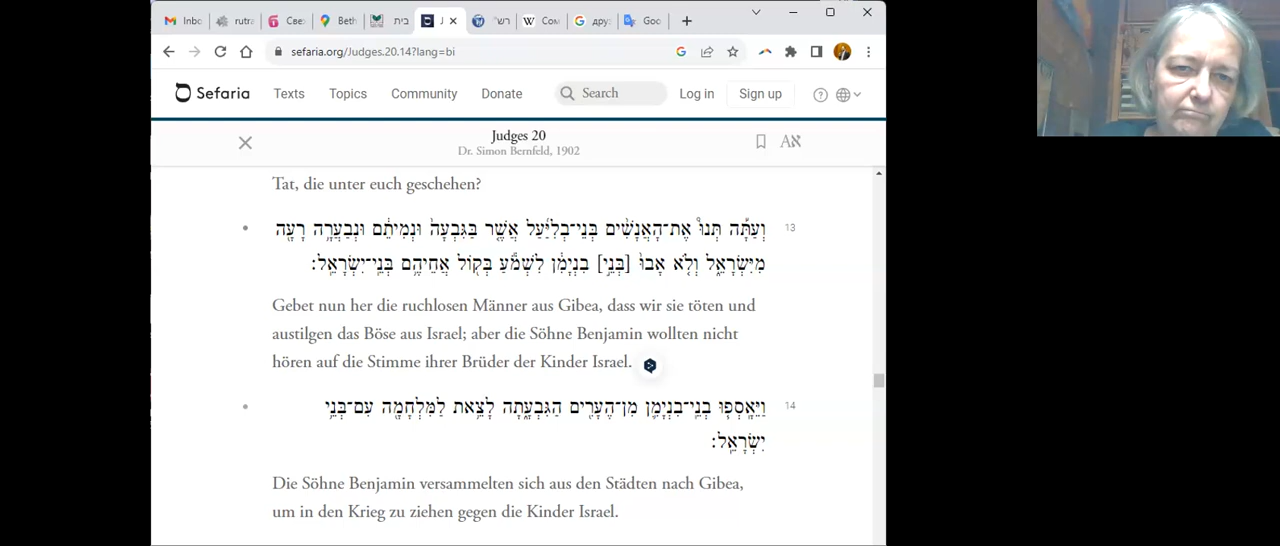 Inbo
rutra
Свех
Beth
בית
J
רש"
Com
друз
Goo
sefaria.org/Judges.20.14?lang=bi
Sefaria
Texts
Topics
Community
Donate
Search
Log in
Sign up
Judges 20
Dr. Simon Bernfeld, 1902
Tat, die unter euch geschehen?
13
וְעַתָּ֡ה תְּנוּ֩ אֶת־הָאֲנָשִׁ֨ים בְּנֵי־בְלִיַּ֜עַל אֲשֶׁ֤ר בַּגִּבְעָה֙ וּנְמִיתֵ֔ם וּנְבַעֲרָ֥ה רָעָ֖ה
מִיִּשְׂרָאֵ֑ל וְלֹ֤א אָבוּ֙ [בְּנֵ֣י] בִנְיָמִ֔ן לִשְׁמֹ֕עַ בְּק֖וֹל אֲחֵיהֶ֥ם בְּנֵֽי־יִשְׂרָאֵֽל׃
Gebet nun her die ruchlosen Männer aus Gibea, dass wir sie töten und
austilgen das Böse aus Israel; aber die Söhne Benjamin wollten nicht
hören auf die Stimme ihrer Brüder der Kinder Israel.
14
וַיֵּאָסְפ֧וּ בְנֵֽי־בִנְיָמִ֛ן מִן־הֶעָרִ֖ים הַגִּבְעָ֑תָה לָצֵ֥את לַמִּלְחָמָ֖ה עִם־בְּנֵ֥י
יִשְׂרָאֵֽל׃
Die Söhne Benjamin versammelten sich aus den Städten nach Gibea,
um in den Krieg zu ziehen gegen die Kinder Israel.